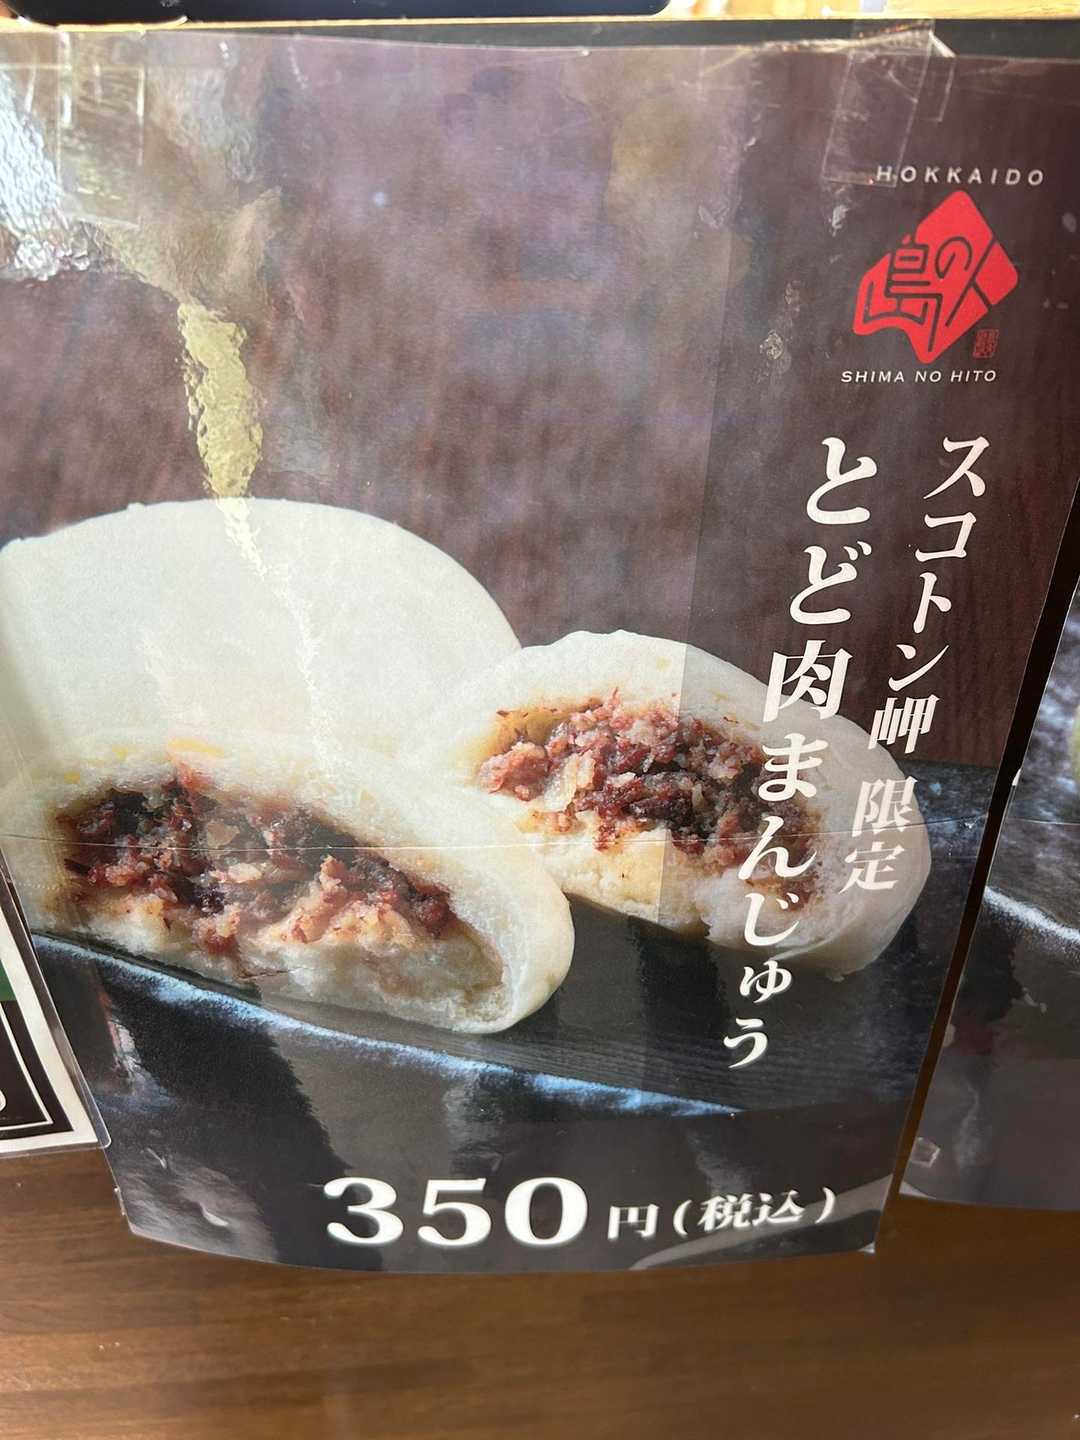 HOKKAIDO
島の人
SHIMA NO HITO
スコトン岬 限定
とど肉まんじゅう
350円(税込)